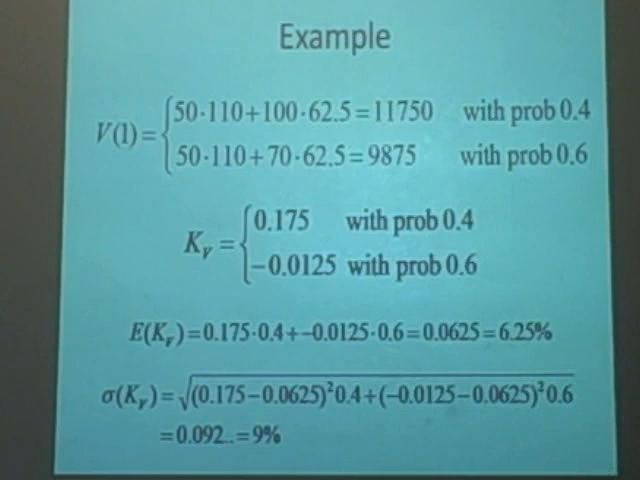 Example
V(1) = { 50·110+100·62.5=11750 with prob 0.4
50·110+70·62.5=9875 with prob 0.6
K_V = { 0.175 with prob 0.4
−0.0125 with prob 0.6
E(K_V)=0.175·0.4+−0.0125·0.6=0.0625=6.25%
σ(K_V)=√(0.175−0.0625)²0.4+(−0.0125−0.0625)²0.6
=0.092..=9%